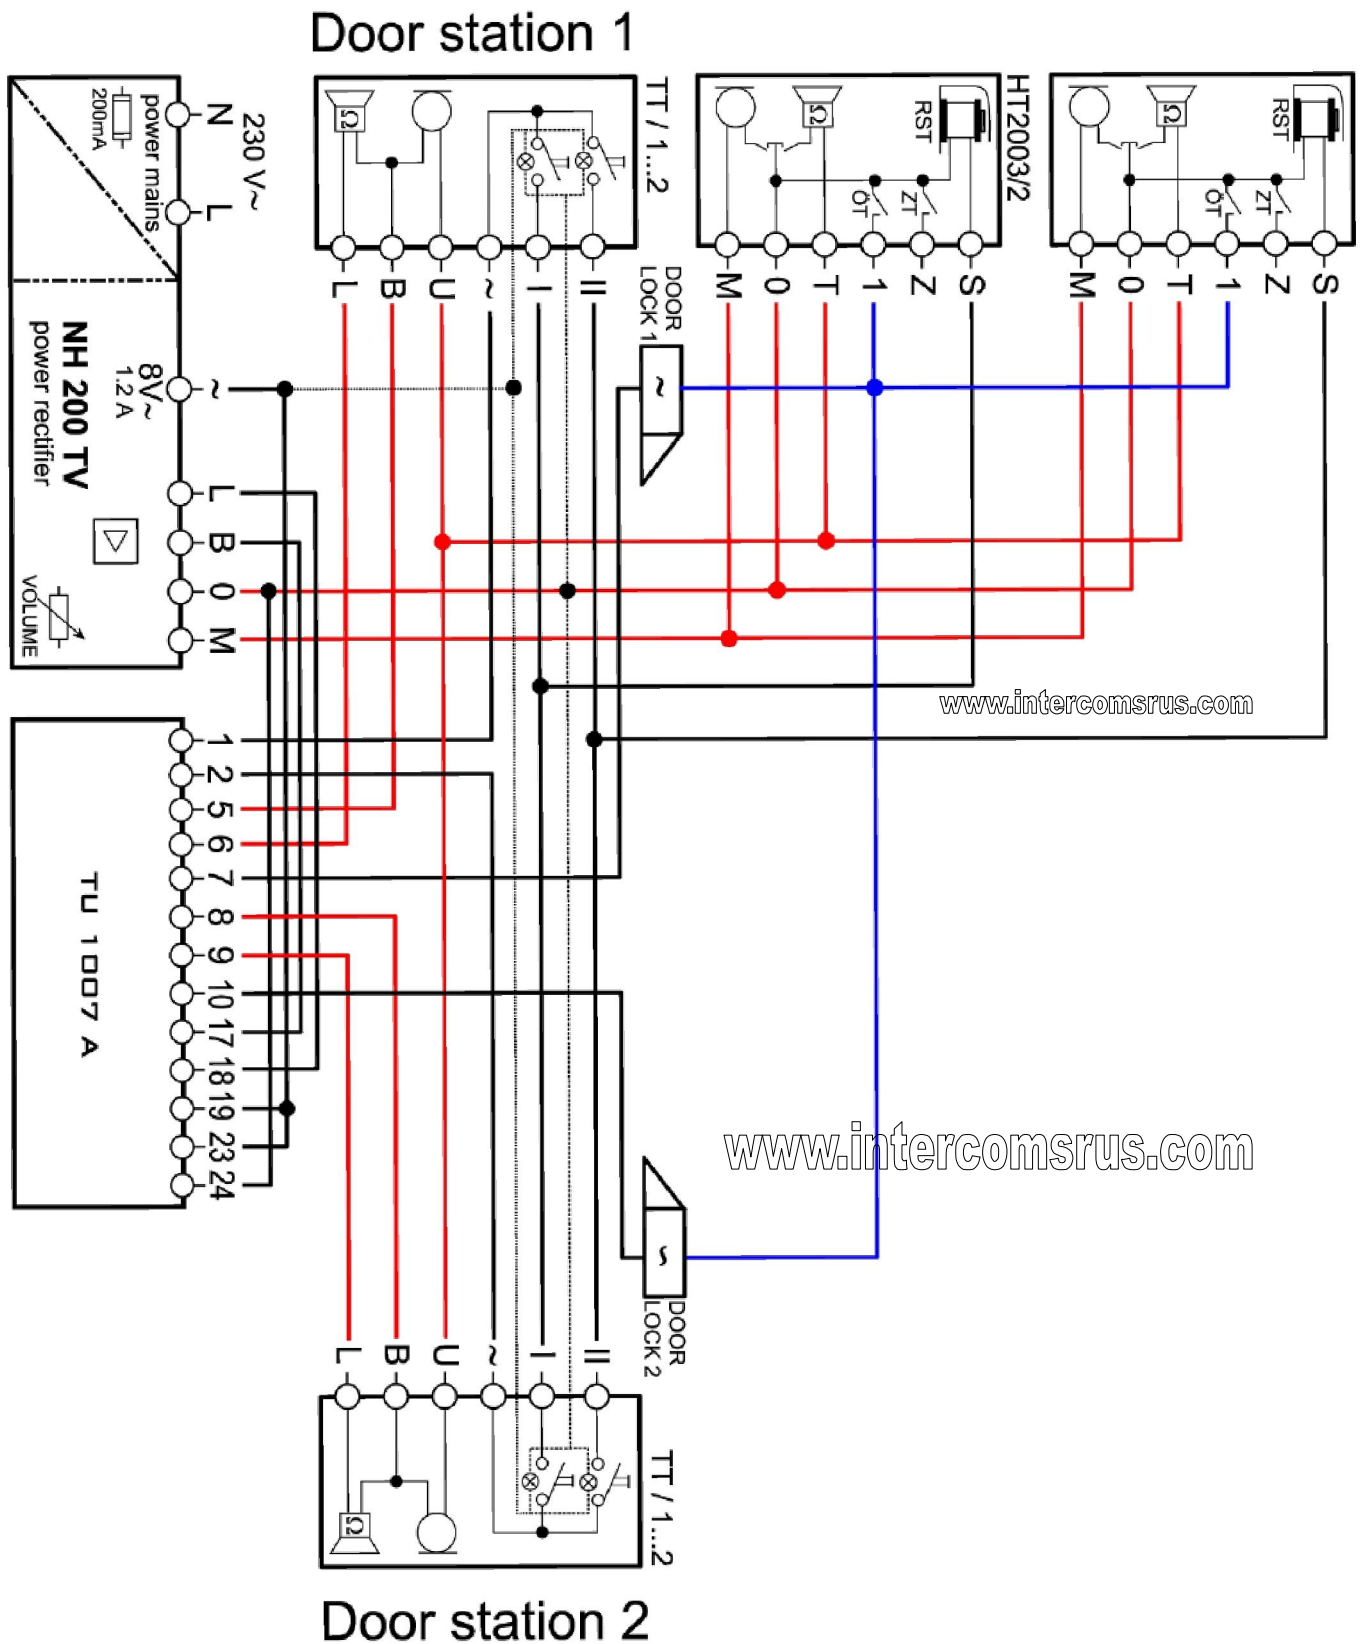 Door station 1
power mains
200mA
N
L
230 V~
8V~
1.2 A
NH 200 TV
power rectifier
VOLUME
~
L
B
0
M
TT / 1...2
Ω
L
B
U
~
I
II
DOOR
LOCK 1
~
HT2003/2
Ω
RST
ÖT
ZT
M
0
T
1
Z
S
Ω
RST
ÖT
ZT
M
0
T
1
Z
S
www.intercomsrus.com
TU 1007 A
1
2
5
6
7
8
9
10
17
18
19
23
24
www.intercomsrus.com
~
DOOR
LOCK 2
L
B
U
~
I
II
Ω
TT / 1...2
Door station 2